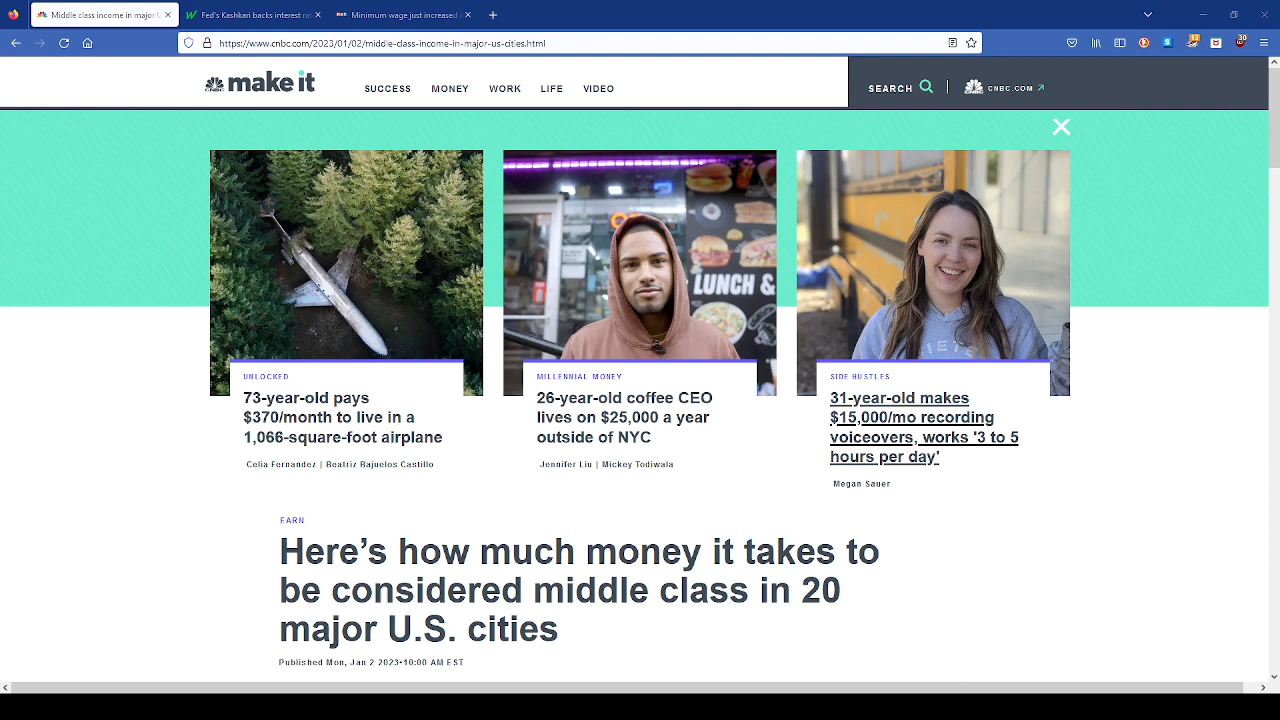 Middle class income in major U
Fed's Kashkari backs interest ra
Minimum wage just increased i
https://www.cnbc.com/2023/01/02/middle-class-income-in-major-us-cities.html
CNBC make it
SUCCESS
MONEY
WORK
LIFE
VIDEO
SEARCH
CNBC.COM
LUNCH &
UNLOCKED
73-year-old pays
$370/month to live in a
1,066-square-foot airplane
Celia Fernandez | Beatriz Bajuelos Castillo
MILLENNIAL MONEY
26-year-old coffee CEO
lives on $25,000 a year
outside of NYC
Jennifer Liu | Mickey Todiwala
SIDE HUSTLES
31-year-old makes
$15,000/mo recording
voiceovers, works '3 to 5
hours per day'
Megan Sauer
EARN
Here's how much money it takes to
be considered middle class in 20
major U.S. cities
Published Mon, Jan 2 2023•10:00 AM EST